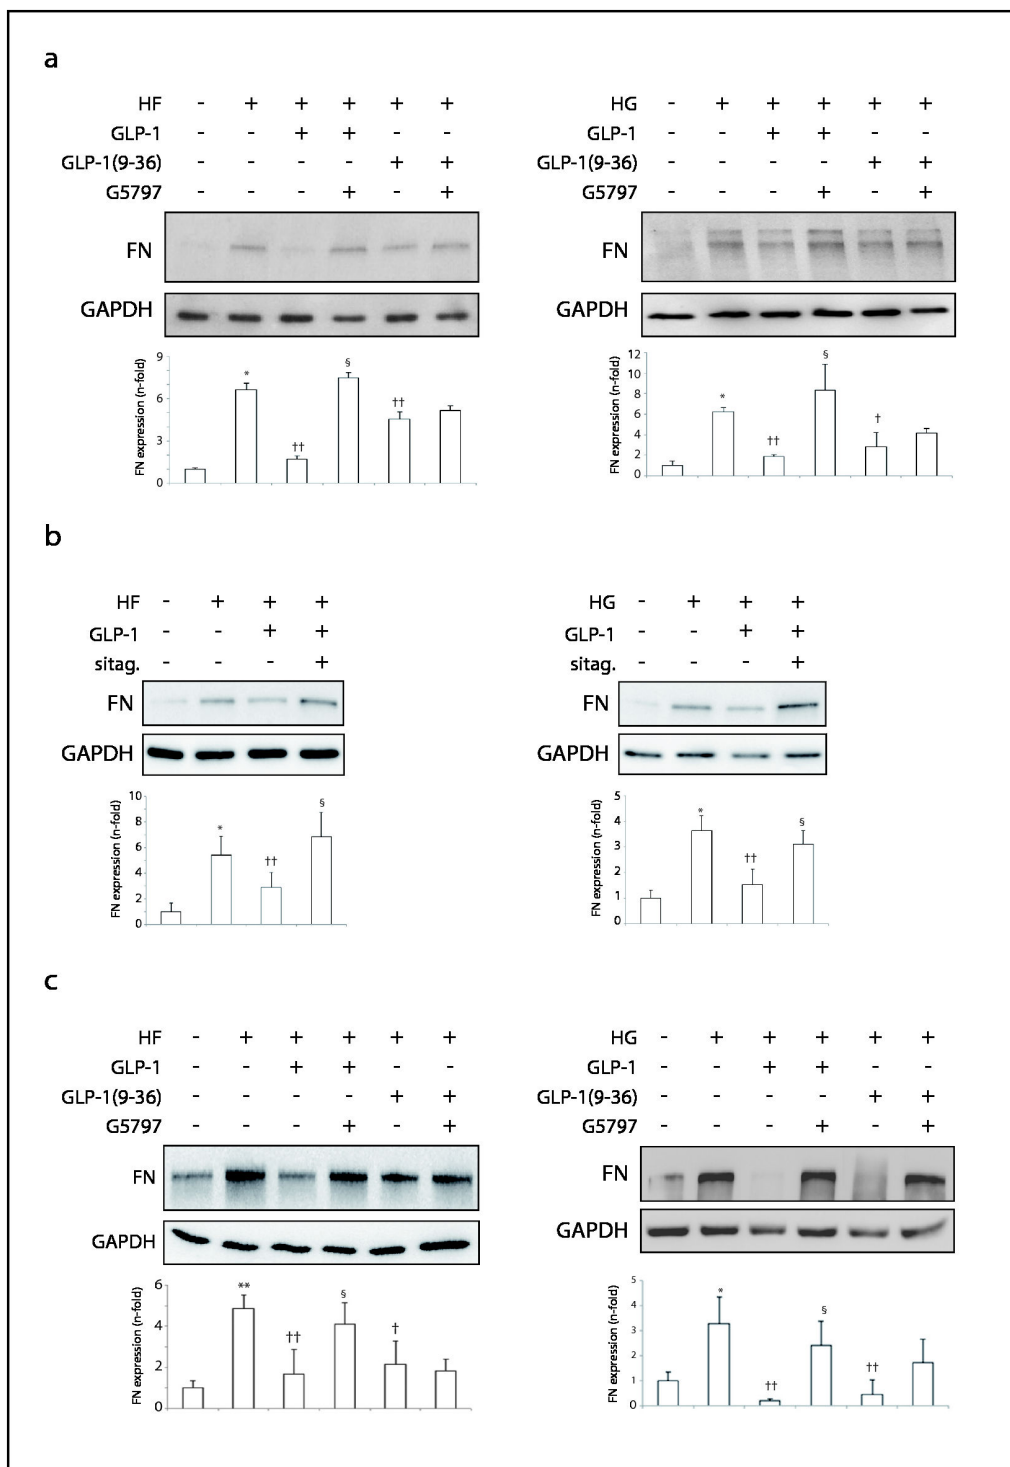 a
HF - + + + + +
GLP-1 - - + + - -
GLP-1(9-36) - - - - + +
G5797 - - - + - +
FN
GAPDH
FN expression (n-fold)
9
6
3
0
* †† § ††
HG - + + + + +
GLP-1 - - + + - -
GLP-1(9-36) - - - - + +
G5797 - - - + - +
FN
GAPDH
FN expression (n-fold)
12
10
8
6
4
2
0
* †† § †
b
HF - + + +
GLP-1 - - + +
sitag. - - - +
FN
GAPDH
FN expression (n-fold)
10
8
6
4
2
0
* †† §
HG - + + +
GLP-1 - - + +
sitag. - - - +
FN
GAPDH
FN expression (n-fold)
5
4
3
2
1
0
* †† §
c
HF - + + + + +
GLP-1 - - + + - -
GLP-1(9-36) - - - - + +
G5797 - - - + - +
FN
GAPDH
FN expression (n-fold)
6
4
2
0
** †† § †
HG - + + + + +
GLP-1 - - + + - -
GLP-1(9-36) - - - - + +
G5797 - - - + - +
FN
GAPDH
FN expression (n-fold)
5
4
3
2
1
0
* †† § ††